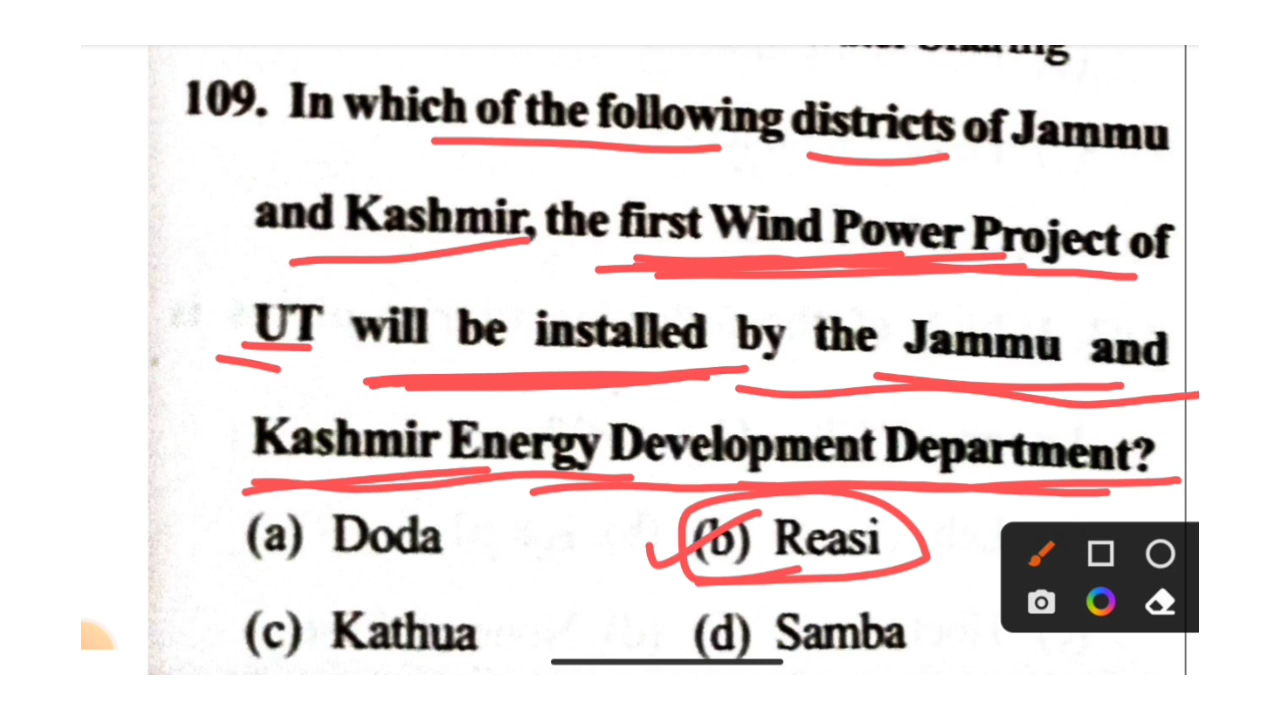 109. In which of the following districts of Jammu
and Kashmir, the first Wind Power Project of
UT will be installed by the Jammu and
Kashmir Energy Development Department?
(a) Doda (b) Reasi
(c) Kathua (d) Samba